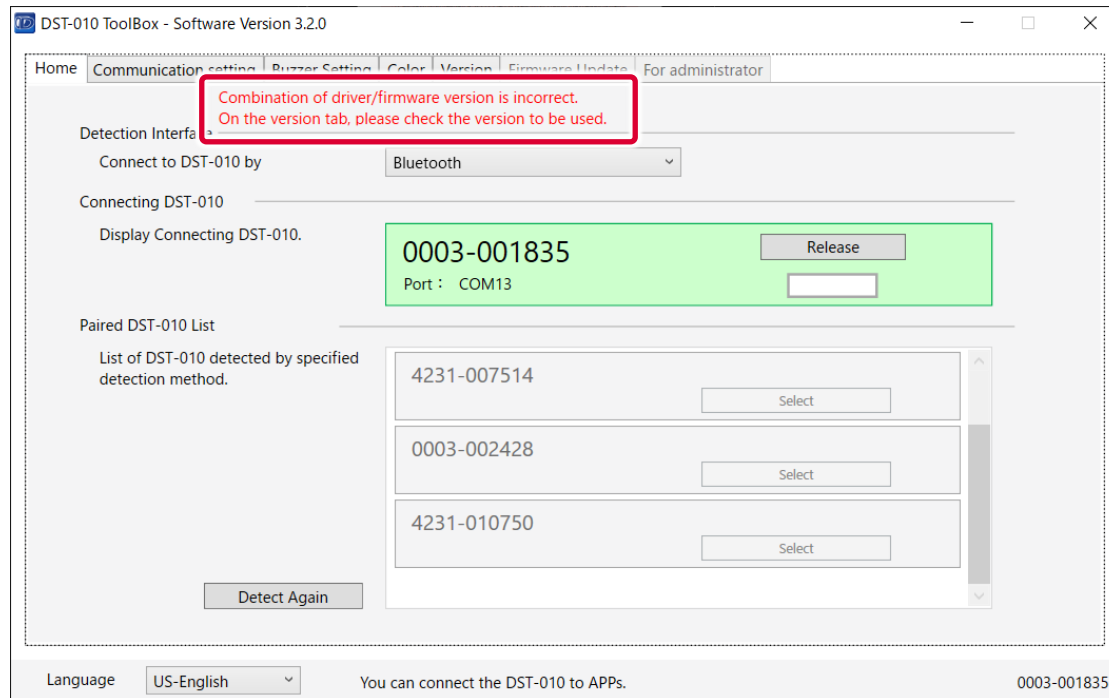 DST-010 ToolBox - Software Version 3.2.0
Home Communication setting Buzzer Setting Color Version Firmware Update For administrator
Combination of driver/firmware version is incorrect.
On the version tab, please check the version to be used.
Detection Interfa
Connect to DST-010 by
Bluetooth
Connecting DST-010
Display Connecting DST-010.
0003-001835
Release
Port : COM13
Paired DST-010 List
List of DST-010 detected by specified
detection method.
4231-007514
Select
0003-002428
Select
4231-010750
Select
Detect Again
Language
US-English
You can connect the DST-010 to APPs.
0003-001835